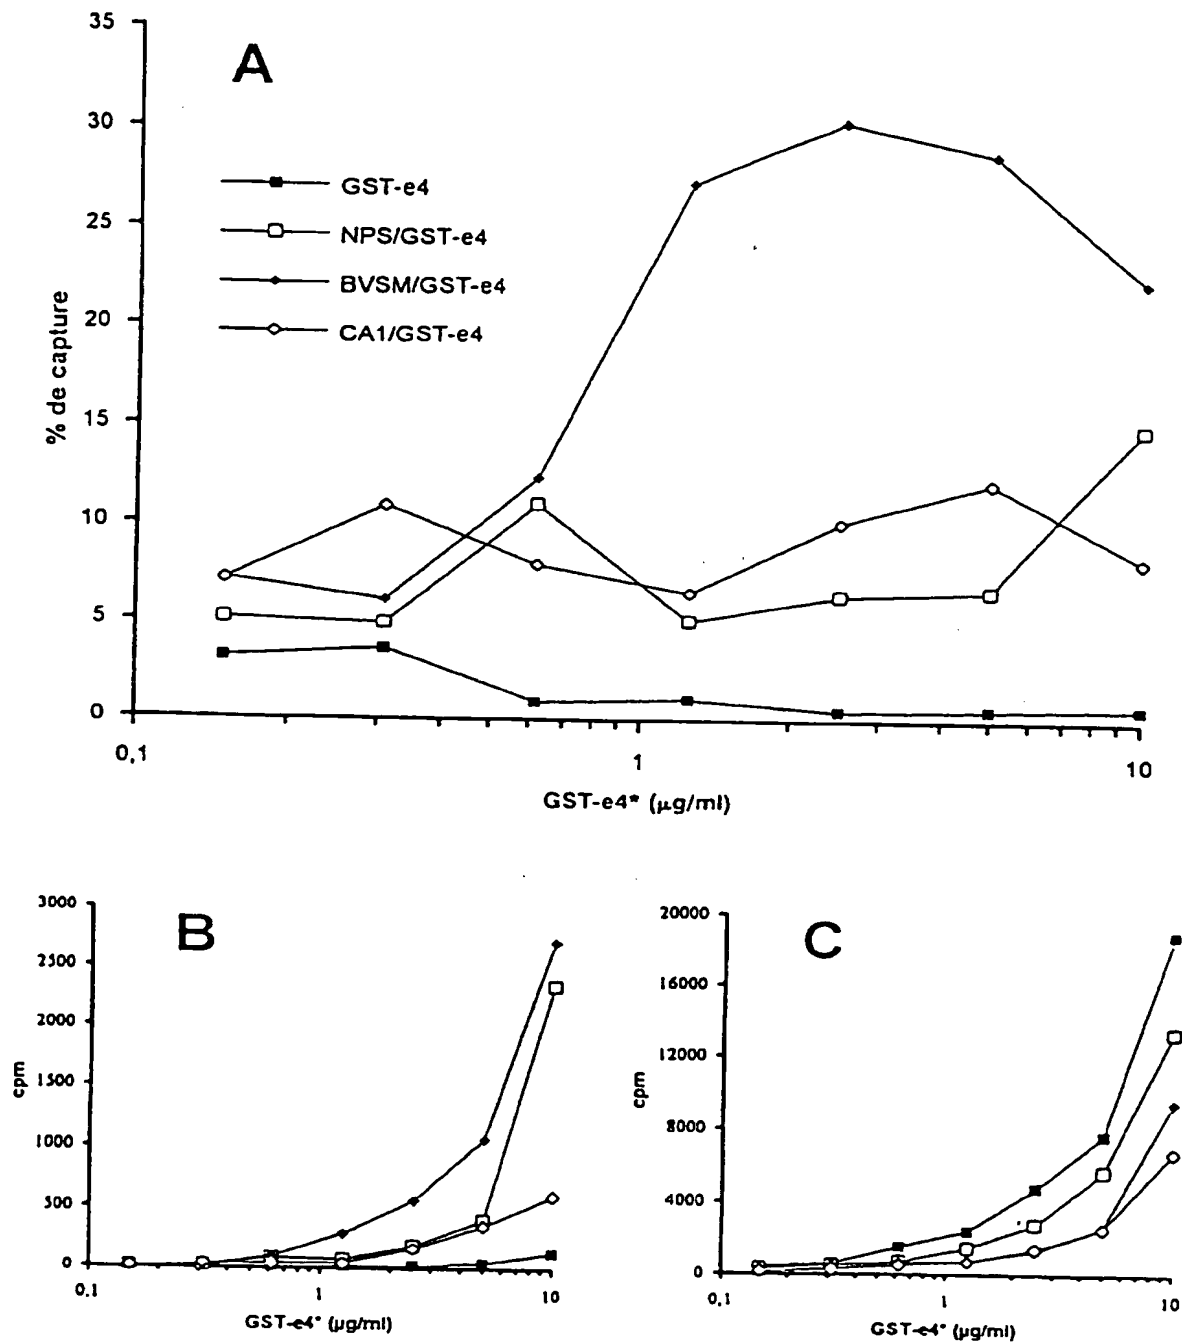 A
35
30
25
20
15
10
5
0
% de capture
GST-e4
NPS/GST-e4
BVSM/GST-e4
CA1/GST-e4
0,1
1
10
GST-e4* (µg/ml)
B
3000
2500
2000
1500
1000
500
0
cpm
0,1
1
10
GST-e4* (µg/ml)
C
20000
16000
12000
8000
4000
0
cpm
0,1
1
10
GST-e4* (µg/ml)